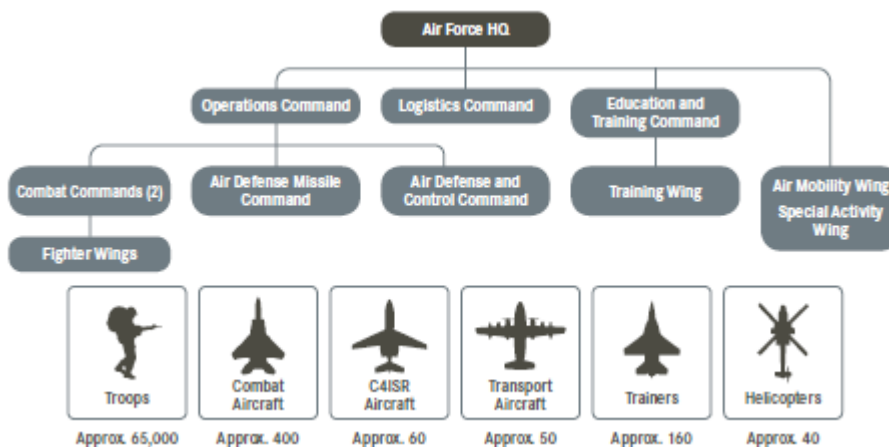 Air Force HQ
Operations Command
Logistics Command
Education and
Training Command
Combat Commands (2)
Air Defense Missile
Command
Air Defense and
Control Command
Training Wing
Air Mobility Wing
Special Activity
Wing
Fighter Wings
Troops
Combat
Aircraft
C4ISR
Aircraft
Transport
Aircraft
Trainers
Helicopters
Approx. 65,000
Approx. 400
Approx. 60
Approx. 50
Approx. 160
Approx. 40